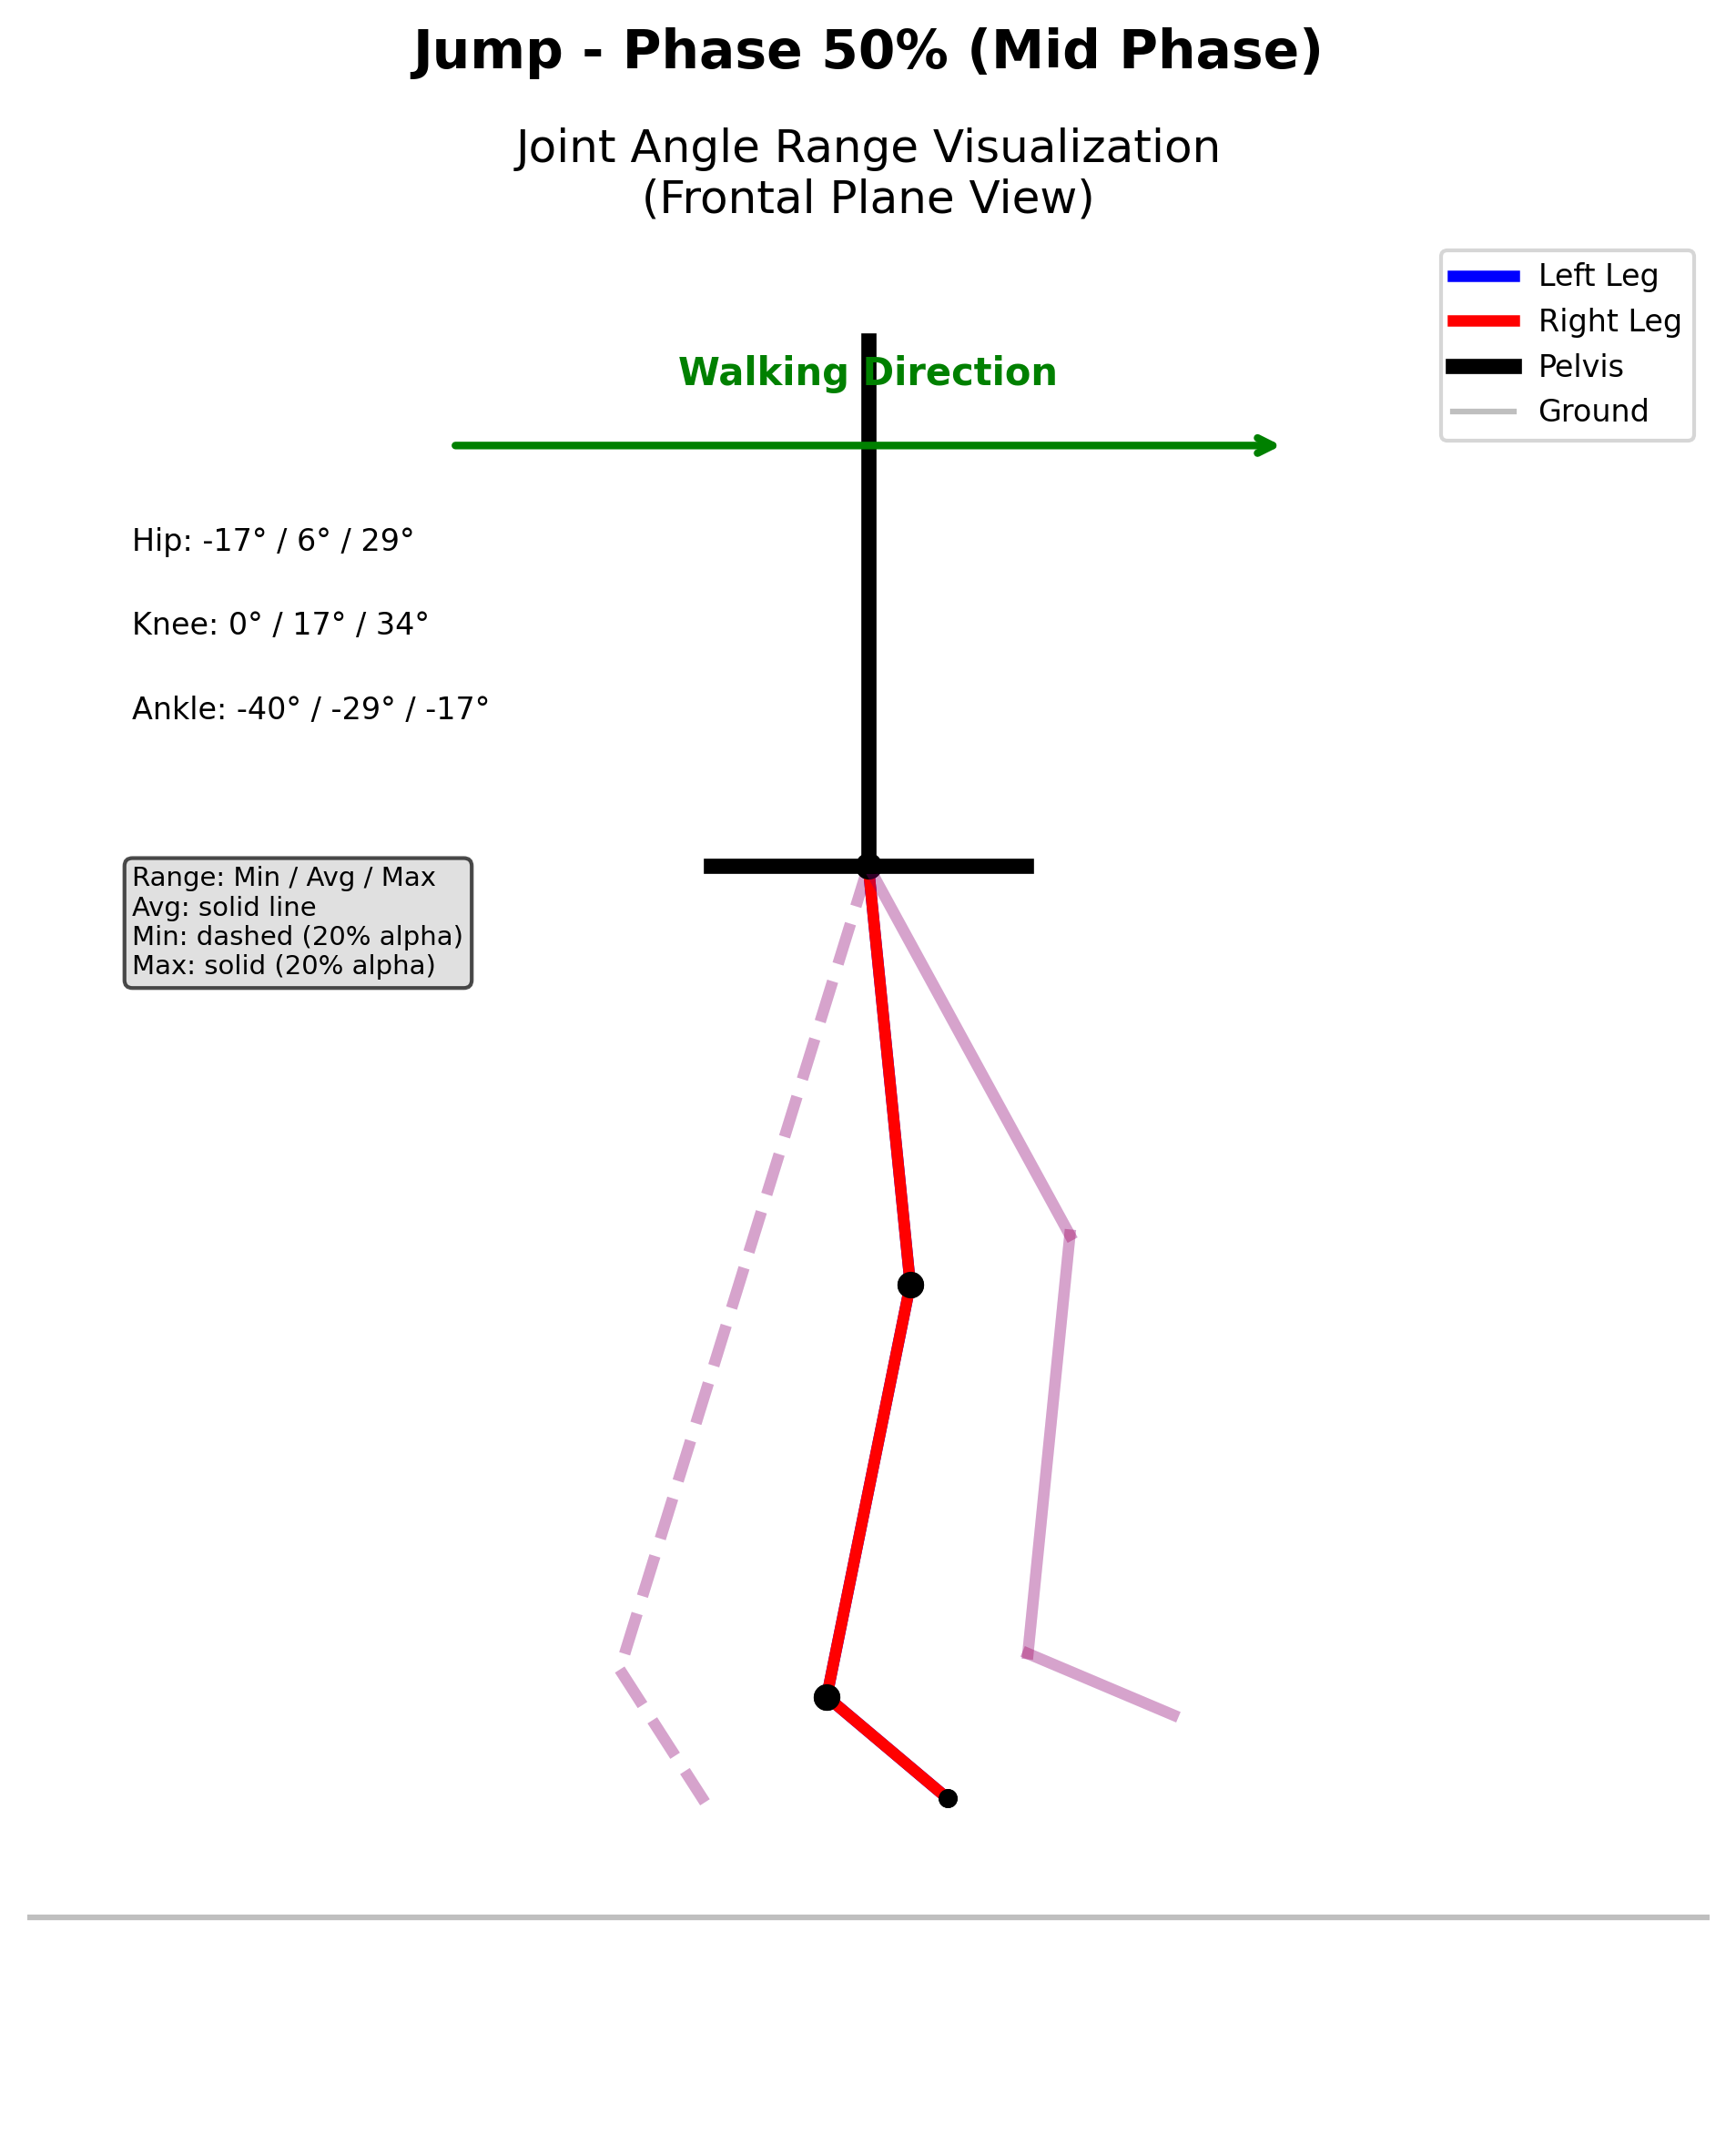 Jump - Phase 50% (Mid Phase)
Joint Angle Range Visualization
(Frontal Plane View)
Left Leg
Right Leg
Pelvis
Ground
Walking Direction
Hip: -17° / 6° / 29°
Knee: 0° / 17° / 34°
Ankle: -40° / -29° / -17°
Range: Min / Avg / Max
Avg: solid line
Min: dashed (20% alpha)
Max: solid (20% alpha)